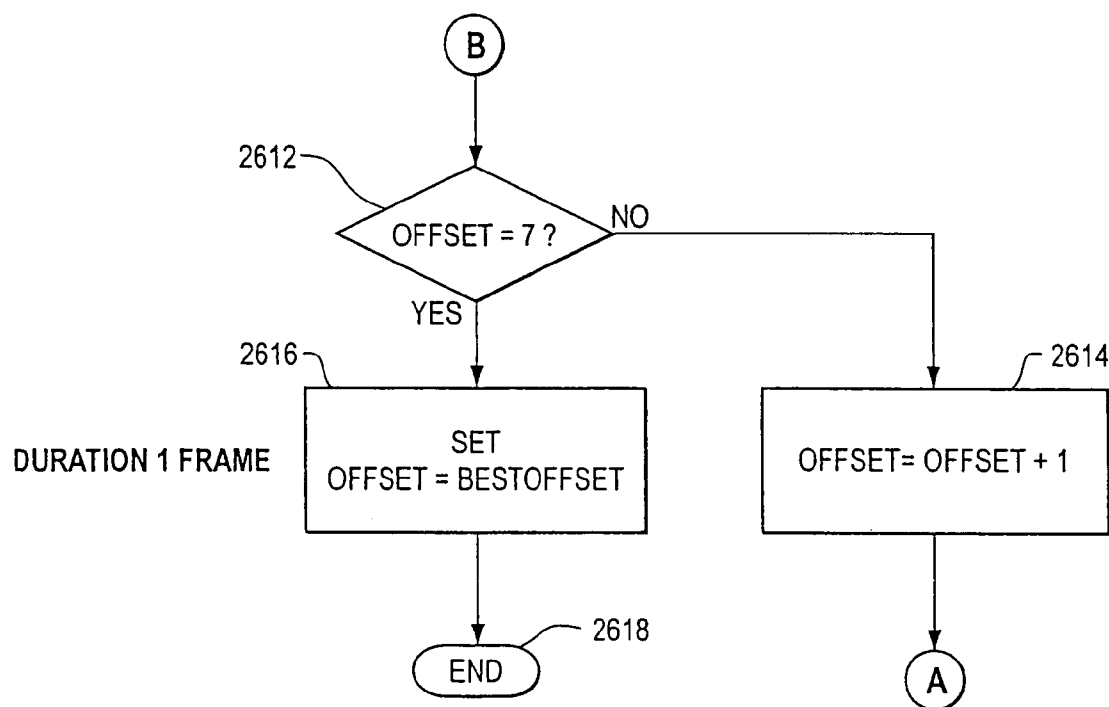 B
2612
OFFSET = 7 ?
NO
YES
2616
2614
DURATION 1 FRAME
SET
OFFSET = BESTOFFSET
OFFSET= OFFSET + 1
2618
END
A